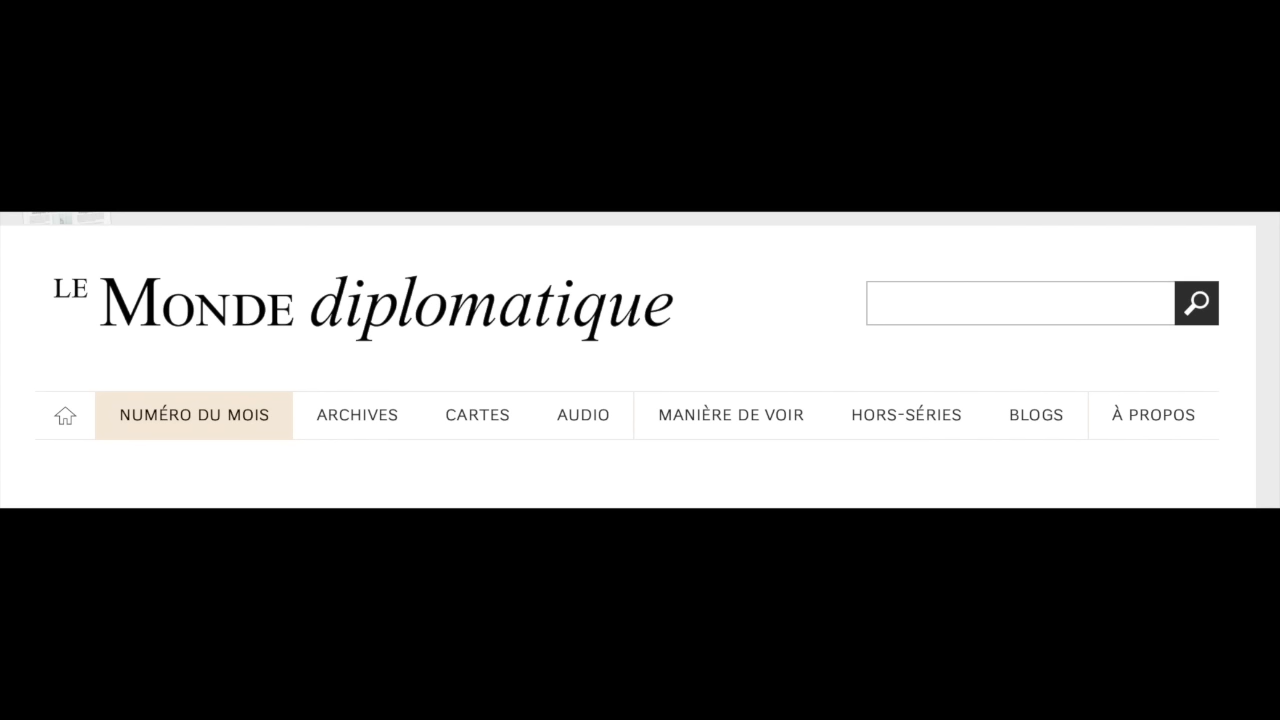 LE MONDE diplomatique
NUMÉRO DU MOIS ARCHIVES CARTES AUDIO MANIÈRE DE VOIR HORS-SÉRIES BLOGS À PROPOS